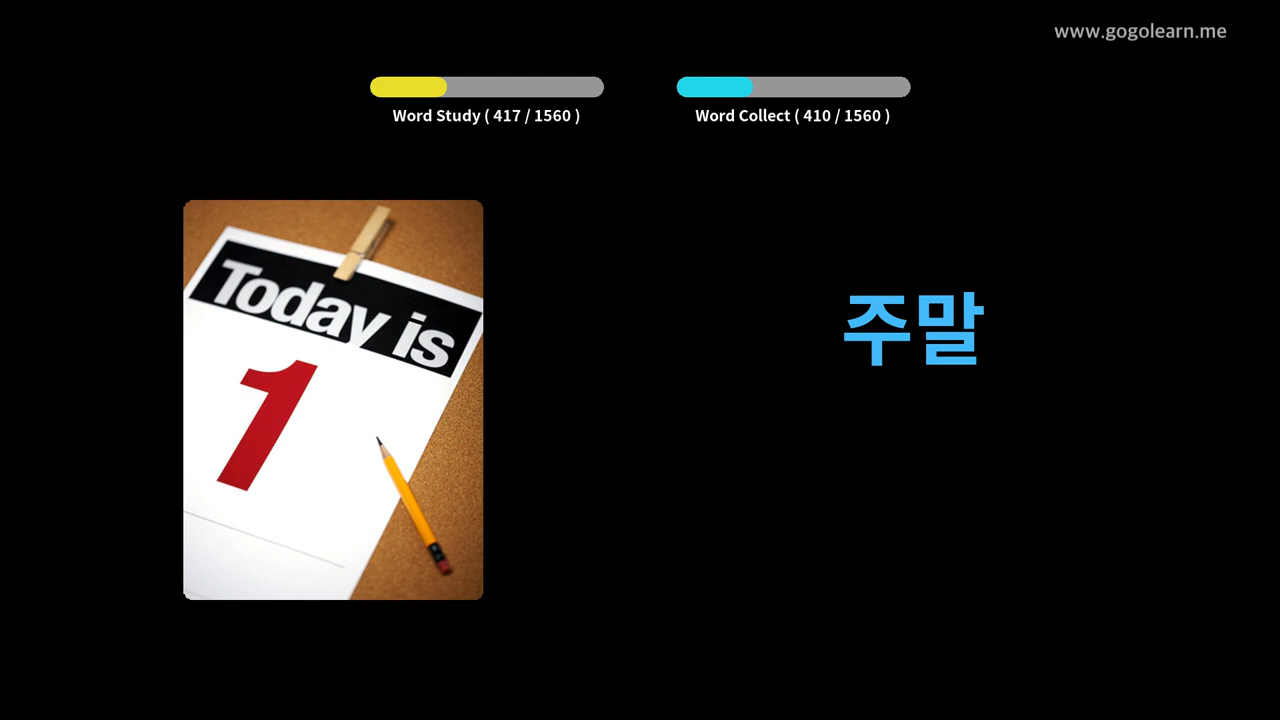 www.gogolearn.me
Word Study ( 417 / 1560 )
Word Collect ( 410 / 1560 )
Today is
1
주말